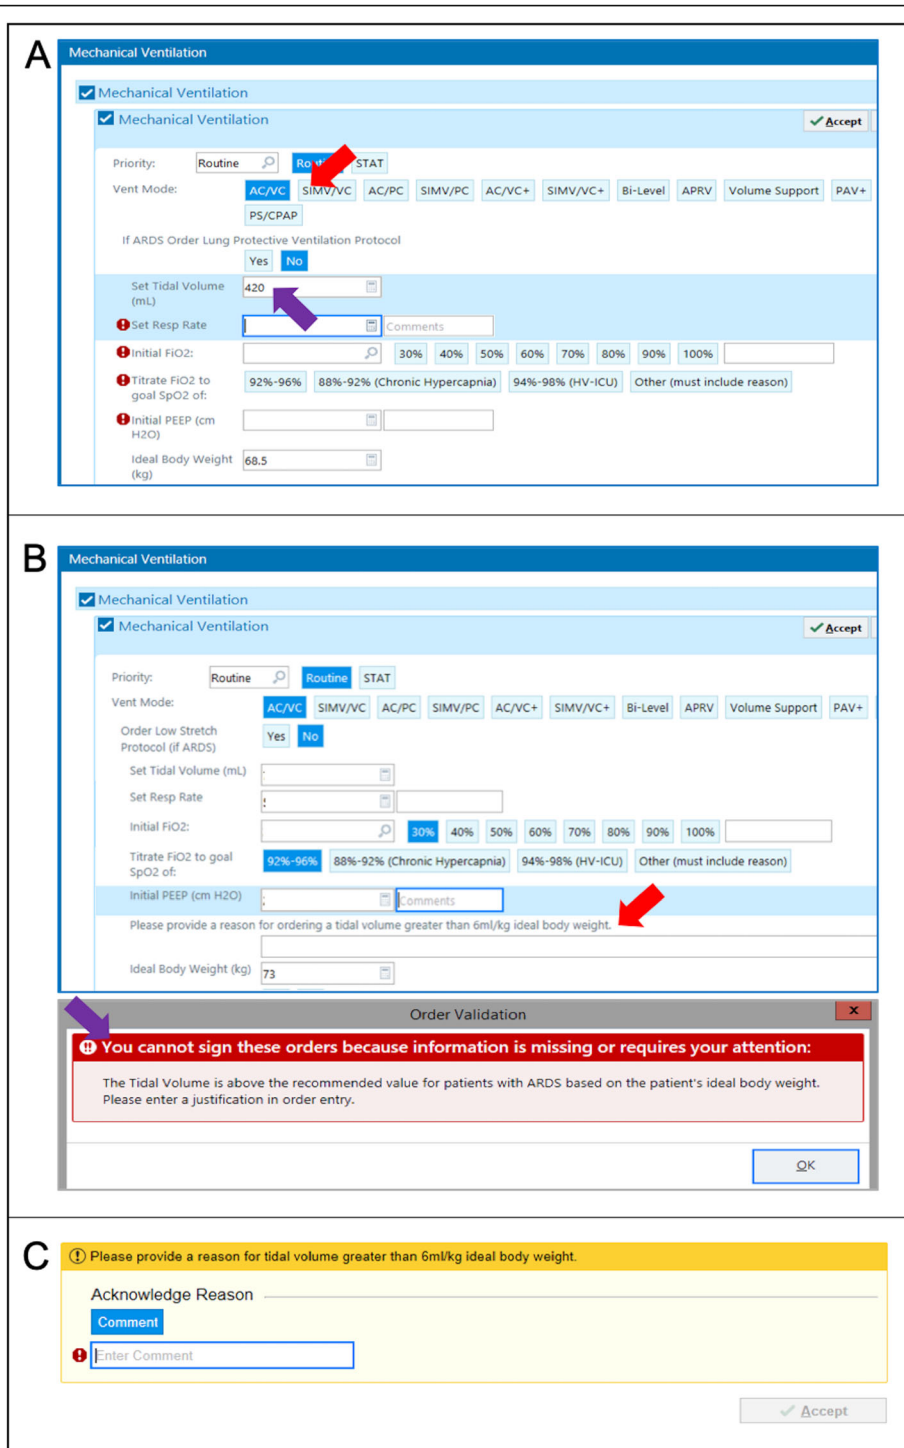 A
Mechanical Ventilation
Mechanical Ventilation
Mechanical Ventilation
Accept
Priority: Routine Routine STAT
Vent Mode: AC/VC SIMV/VC AC/PC SIMV/PC AC/VC+ SIMV/VC+ Bi-Level APRV Volume Support PAV+
PS/CPAP
If ARDS Order Lung Protective Ventilation Protocol
Yes No
Set Tidal Volume (mL) 420
Set Resp Rate Comments
Initial FiO2: 30% 40% 50% 60% 70% 80% 90% 100%
Titrate FiO2 to goal SpO2 of: 92%-96% 88%-92% (Chronic Hypercapnia) 94%-98% (HV-ICU) Other (must include reason)
Initial PEEP (cm H2O)
Ideal Body Weight (kg) 68.5
B
Mechanical Ventilation
Mechanical Ventilation
Mechanical Ventilation
Accept
Priority: Routine Routine STAT
Vent Mode: AC/VC SIMV/VC AC/PC SIMV/PC AC/VC+ SIMV/VC+ Bi-Level APRV Volume Support PAV+
Order Low Stretch Protocol (if ARDS) Yes No
Set Tidal Volume (mL)
Set Resp Rate
Initial FiO2: 30% 40% 50% 60% 70% 80% 90% 100%
Titrate FiO2 to goal SpO2 of: 92%-96% 88%-92% (Chronic Hypercapnia) 94%-98% (HV-ICU) Other (must include reason)
Initial PEEP (cm H2O) Comments
Please provide a reason for ordering a tidal volume greater than 6ml/kg ideal body weight.
Ideal Body Weight (kg) 73
Order Validation
x
You cannot sign these orders because information is missing or requires your attention:
The Tidal Volume is above the recommended value for patients with ARDS based on the patient's ideal body weight.
Please enter a justification in order entry.
OK
C
Please provide a reason for tidal volume greater than 6ml/kg ideal body weight.
Acknowledge Reason
Comment
Enter Comment
Accept